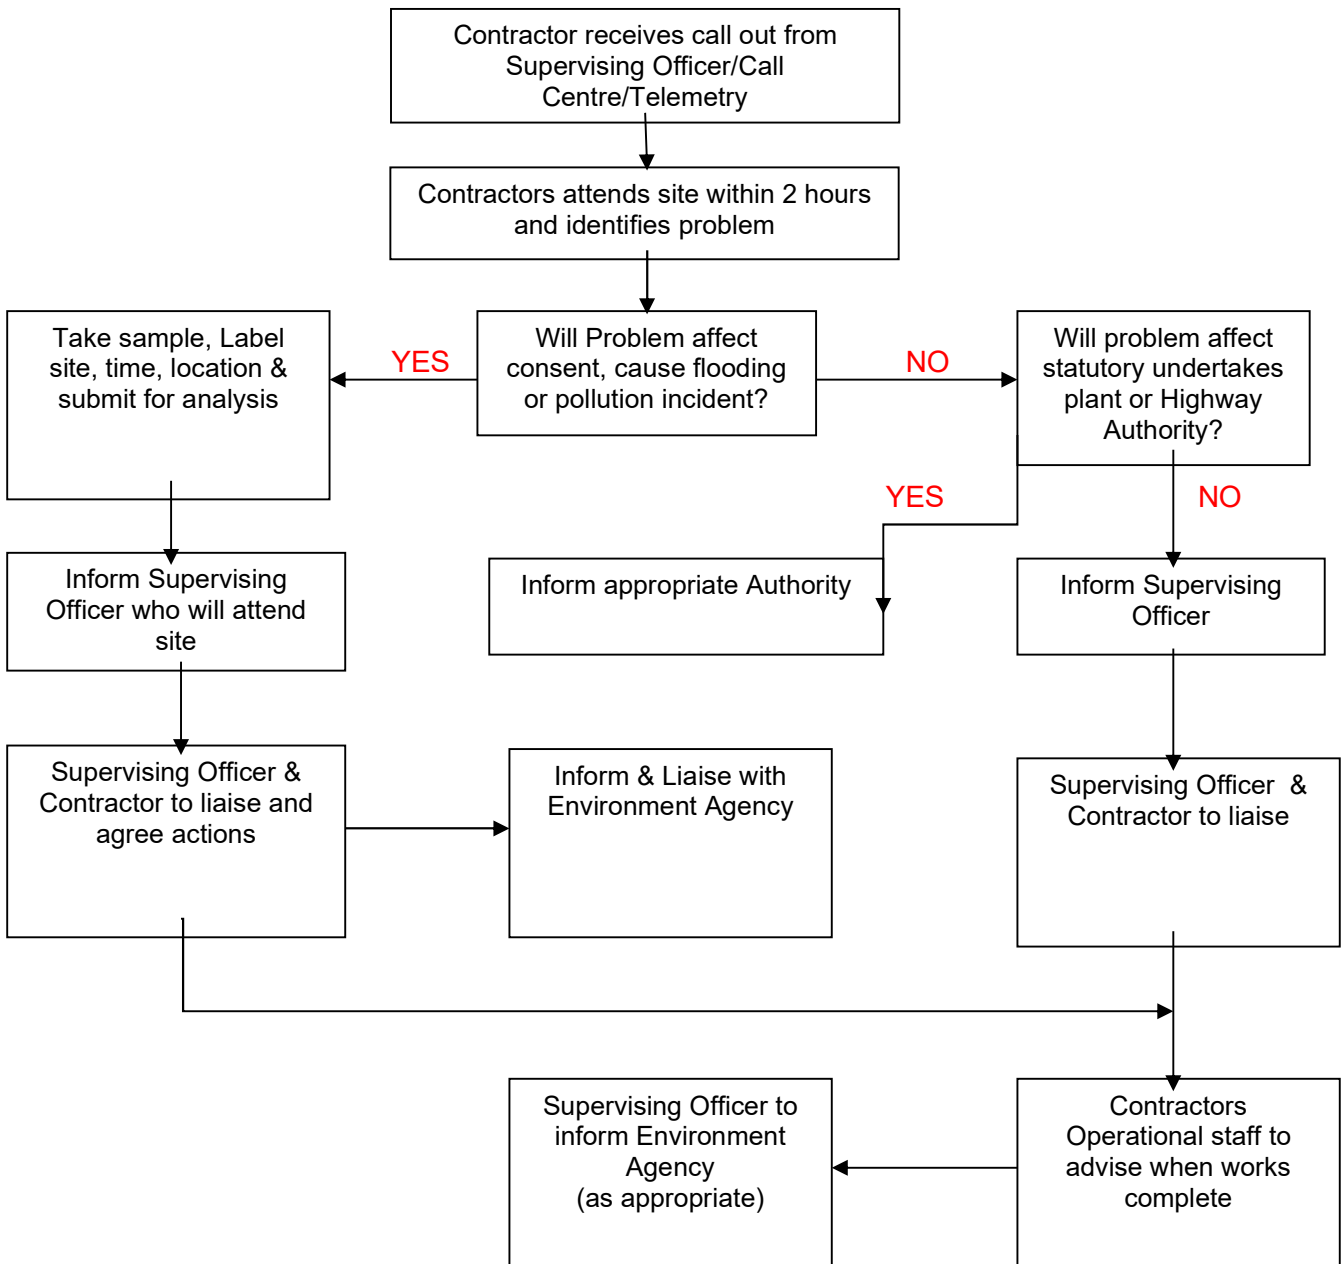 Contractor receives call out from
Supervising Officer/Call
Centre/Telemetry
Contractors attends site within 2 hours
and identifies problem
Take sample, Label
site, time, location &
submit for analysis
YES
Will Problem affect
consent, cause flooding
or pollution incident?
NO
Will problem affect
statutory undertakes
plant or Highway
Authority?
YES
NO
Inform Supervising
Officer who will attend
site
Inform appropriate Authority
Inform Supervising
Officer
Supervising Officer &
Contractor to liaise and
agree actions
Inform & Liaise with
Environment Agency
Supervising Officer  &
Contractor to liaise
Supervising Officer to
inform Environment
Agency
(as appropriate)
Contractors
Operational staff to
advise when works
complete